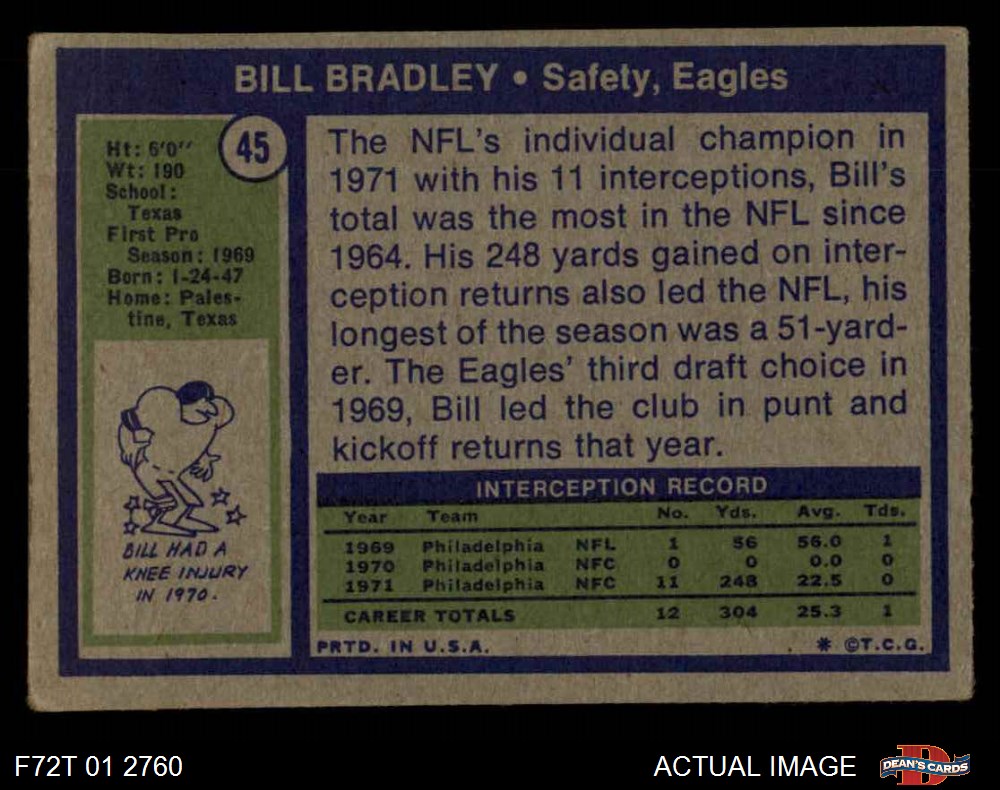 BILL BRADLEY • Safety, Eagles
45
Ht: 6'0''
Wt: 190
School:
Texas
First Pro
Season: 1969
Born: 1-24-47
Home: Pales-
tine, Texas
BILL HAD A
KNEE INJURY
IN 1970.
The NFL's individual champion in
1971 with his 11 interceptions, Bill's
total was the most in the NFL since
1964. His 248 yards gained on inter-
ception returns also led the NFL, his
longest of the season was a 51-yard-
er. The Eagles' third draft choice in
1969, Bill led the club in punt and
kickoff returns that year.
INTERCEPTION RECORD
Year Team No. Yds. Avg. Tds.
1969 Philadelphia NFL 1 56 56.0 1
1970 Philadelphia NFC 0 0 0.0 0
1971 Philadelphia NFC 11 248 22.5 0
CAREER TOTALS 12 304 25.3 1
PRTD. IN U.S.A. * ©T.C.G.
F72T 01 2760 ACTUAL IMAGE D DEAN'S CARDS